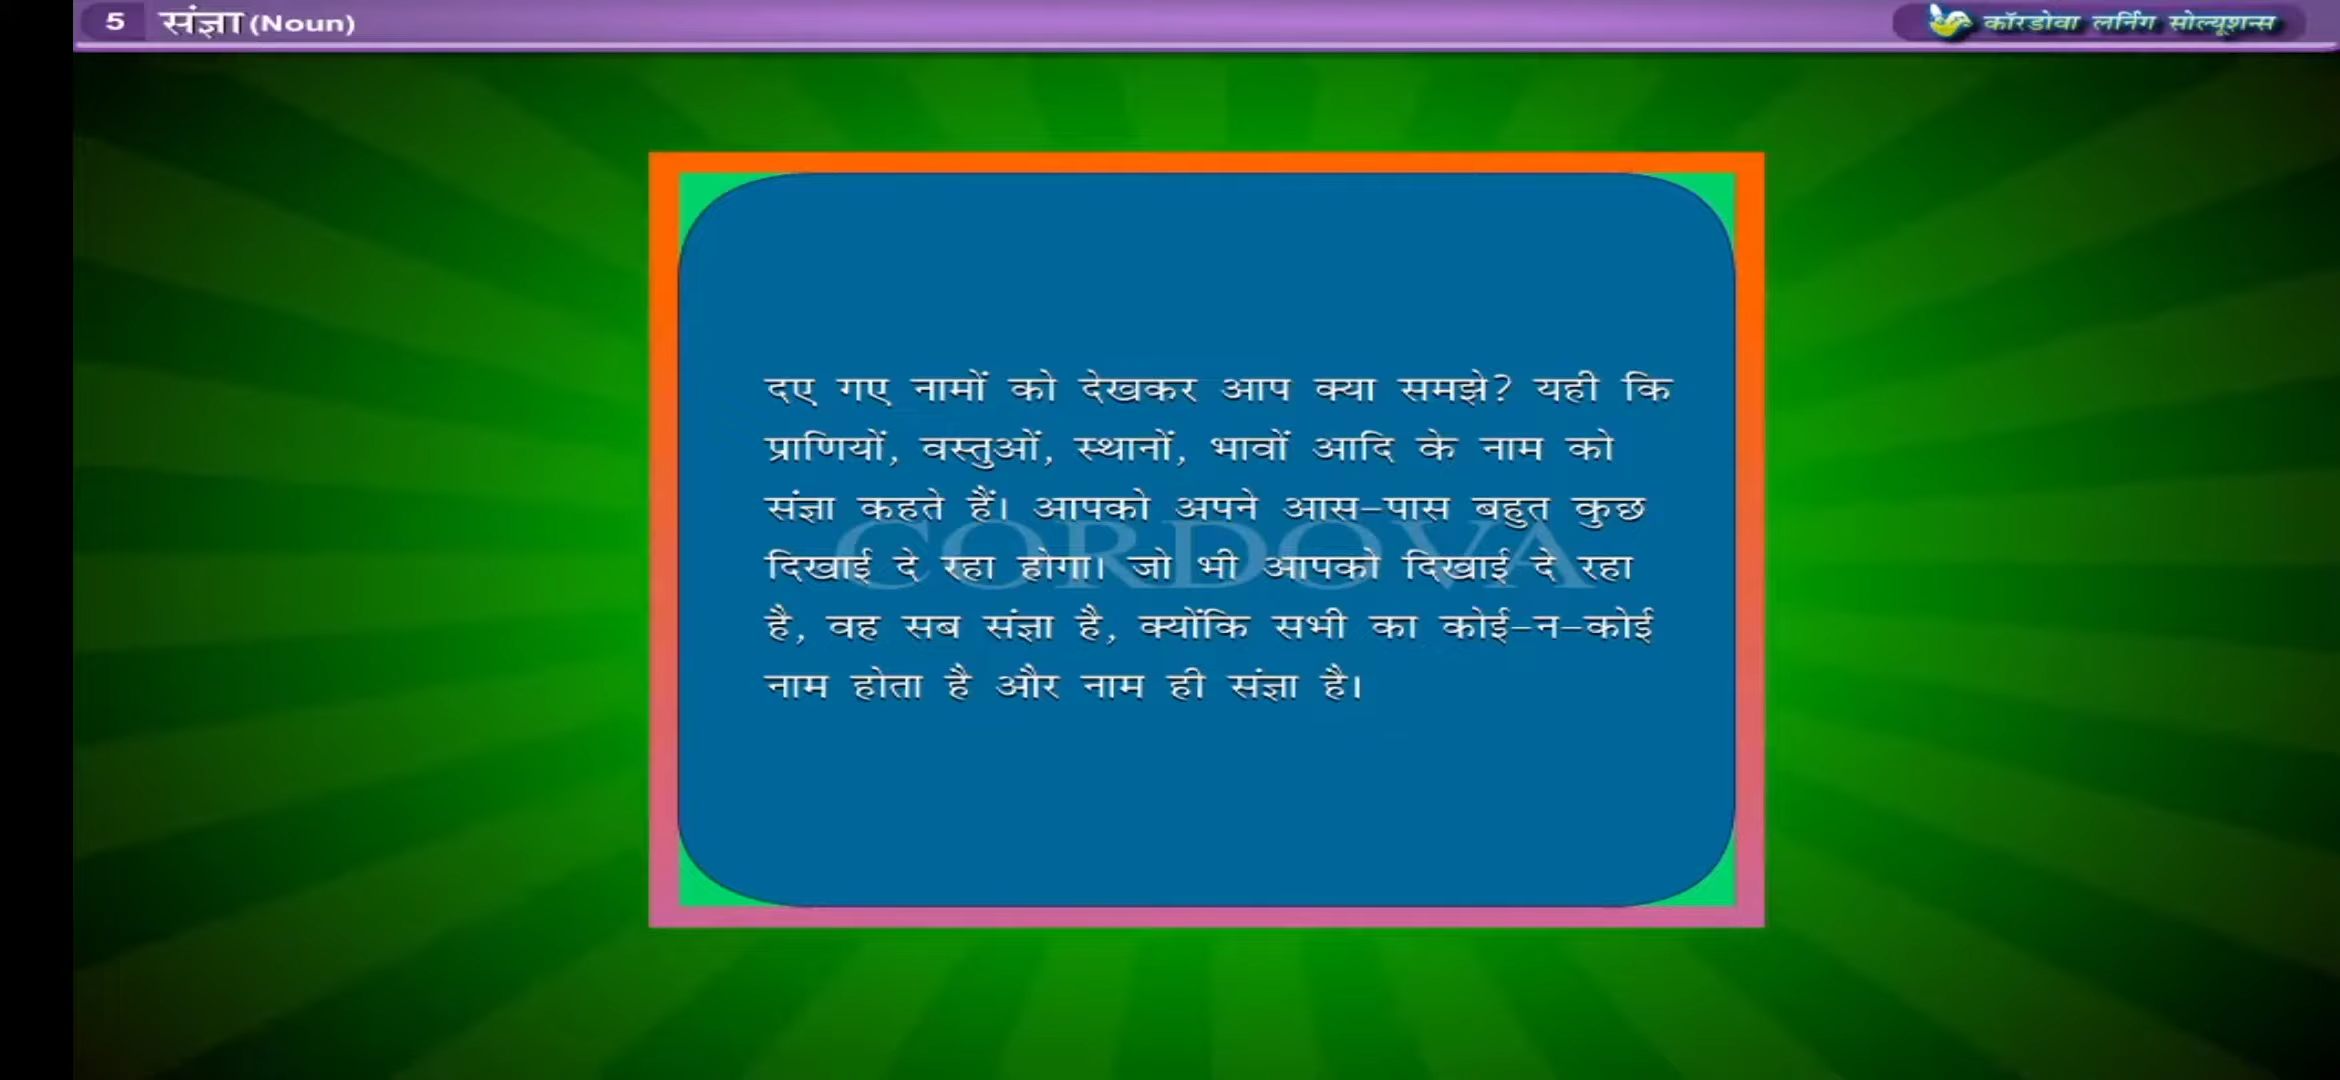 5 संज्ञा (Noun)
कॉरडोवा लर्निंग सोल्यूशन्स
दए गए नामों को देखकर आप क्या समझे? यही कि
प्राणियों, वस्तुओं, स्थानों, भावों आदि के नाम को
संज्ञा कहते हैं। आपको अपने आस-पास बहुत कुछ
दिखाई दे रहा होगा। जो भी आपको दिखाई दे रहा
है, वह सब संज्ञा है, क्योंकि सभी का कोई-न-कोई
नाम होता है और नाम ही संज्ञा है।
CORDOVA